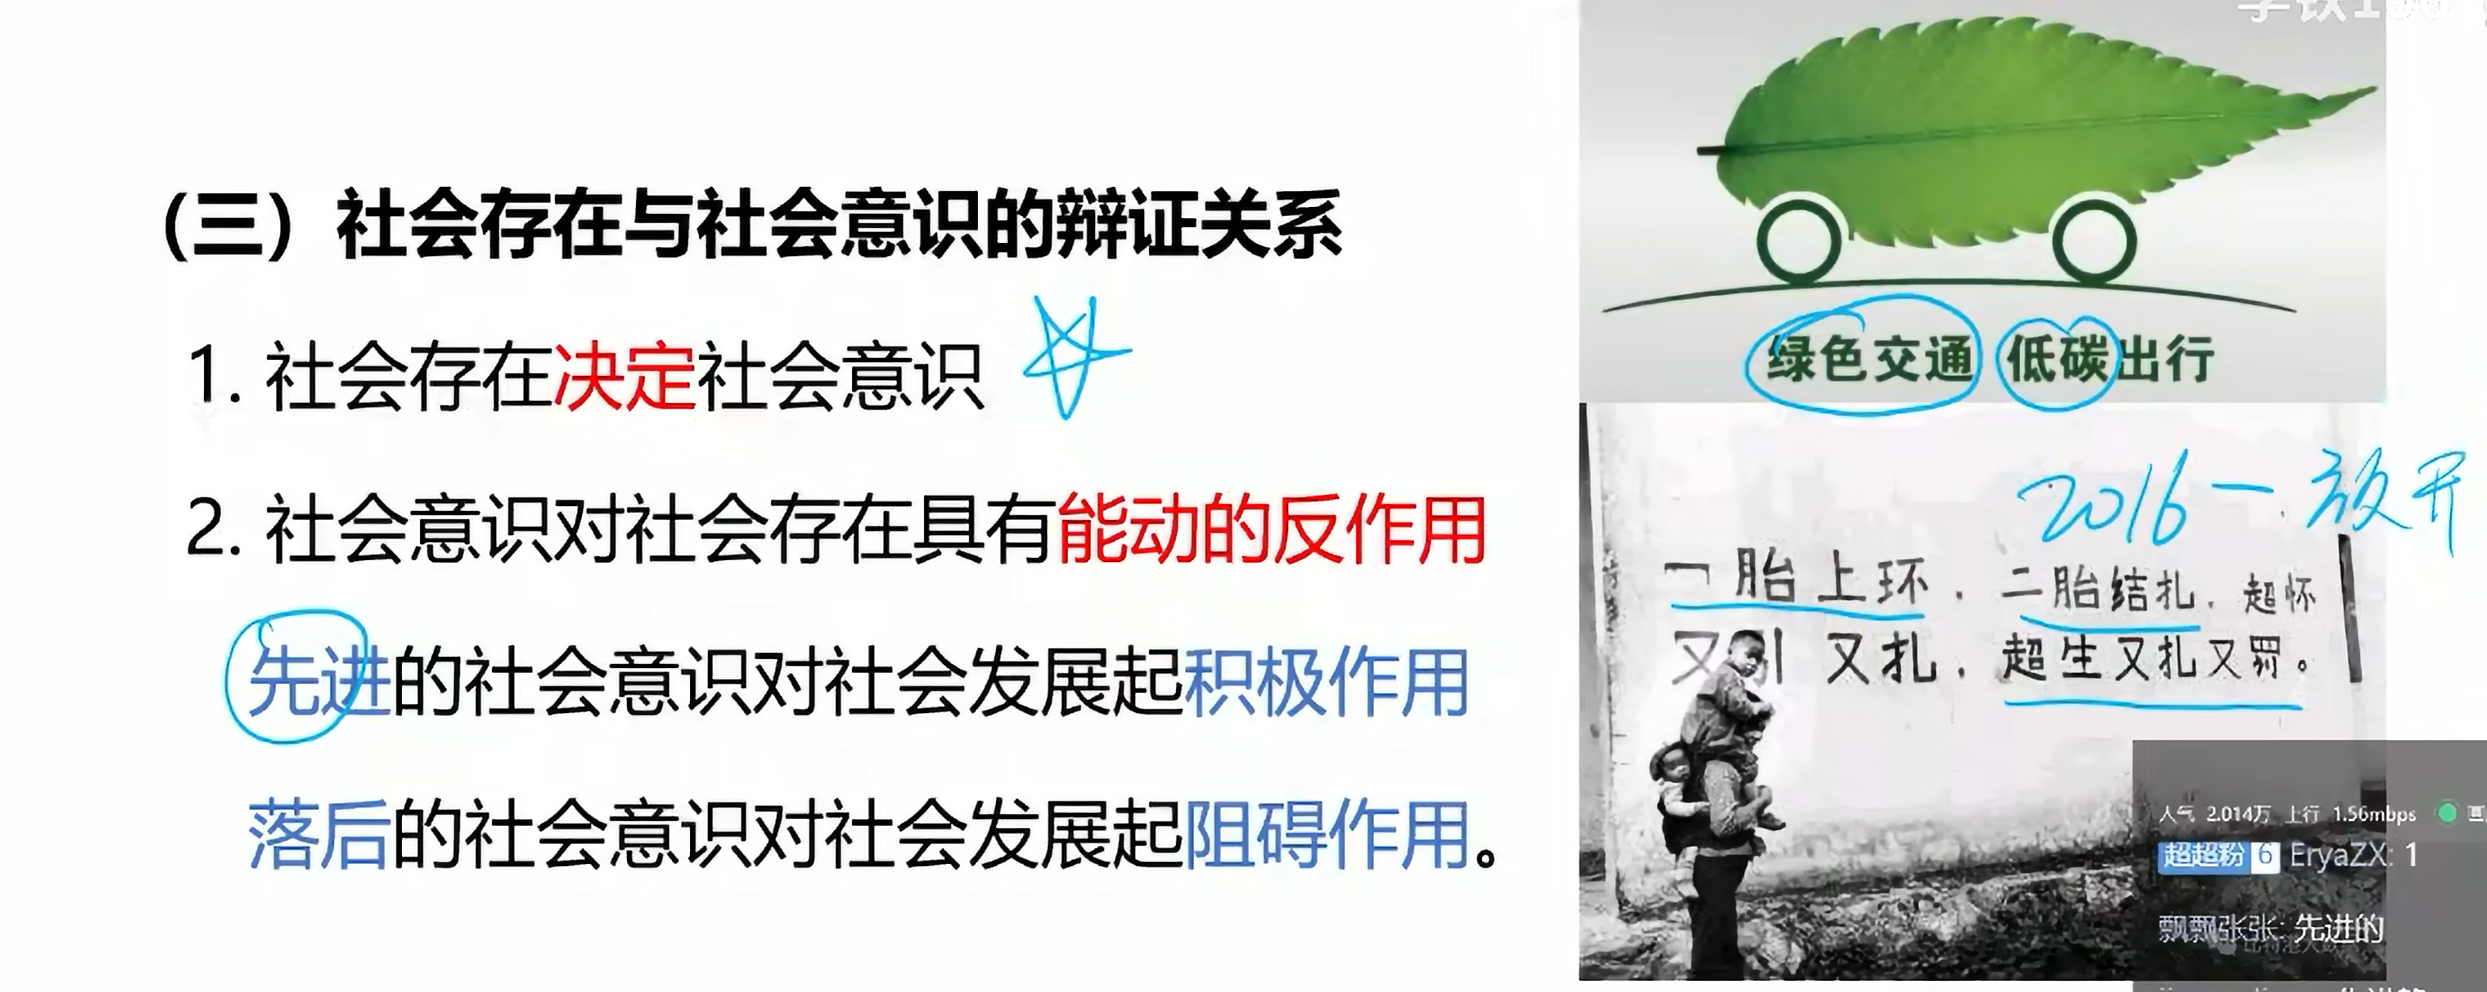 （三）社会存在与社会意识的辩证关系
1. 社会存在决定社会意识
2. 社会意识对社会存在具有能动的反作用
先进的社会意识对社会发展起积极作用
落后的社会意识对社会发展起阻碍作用。
绿色交通 低碳出行
2016一放开
一胎上环．二胎结扎．超怀
又引 又扎．超生又扎又罚。
人气 2.014万 上行 1.56mbps
超超粉 6 EryaZX: 1
飘飘张张: 先进的